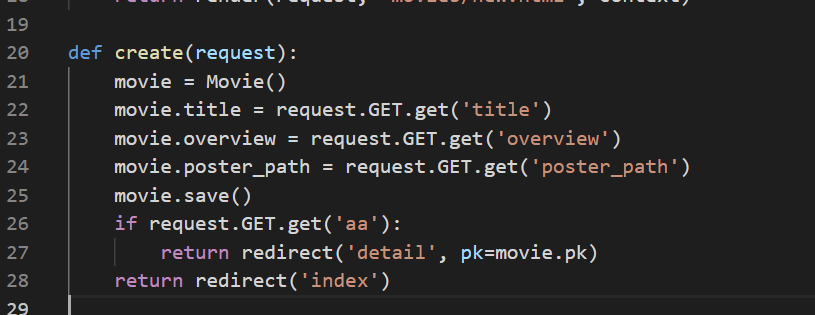 19
20 def create(request):
21     movie = Movie()
22     movie.title = request.GET.get('title')
23     movie.overview = request.GET.get('overview')
24     movie.poster_path = request.GET.get('poster_path')
25     movie.save()
26     if request.GET.get('aa'):
27         return redirect('detail', pk=movie.pk)
28     return redirect('index')
29